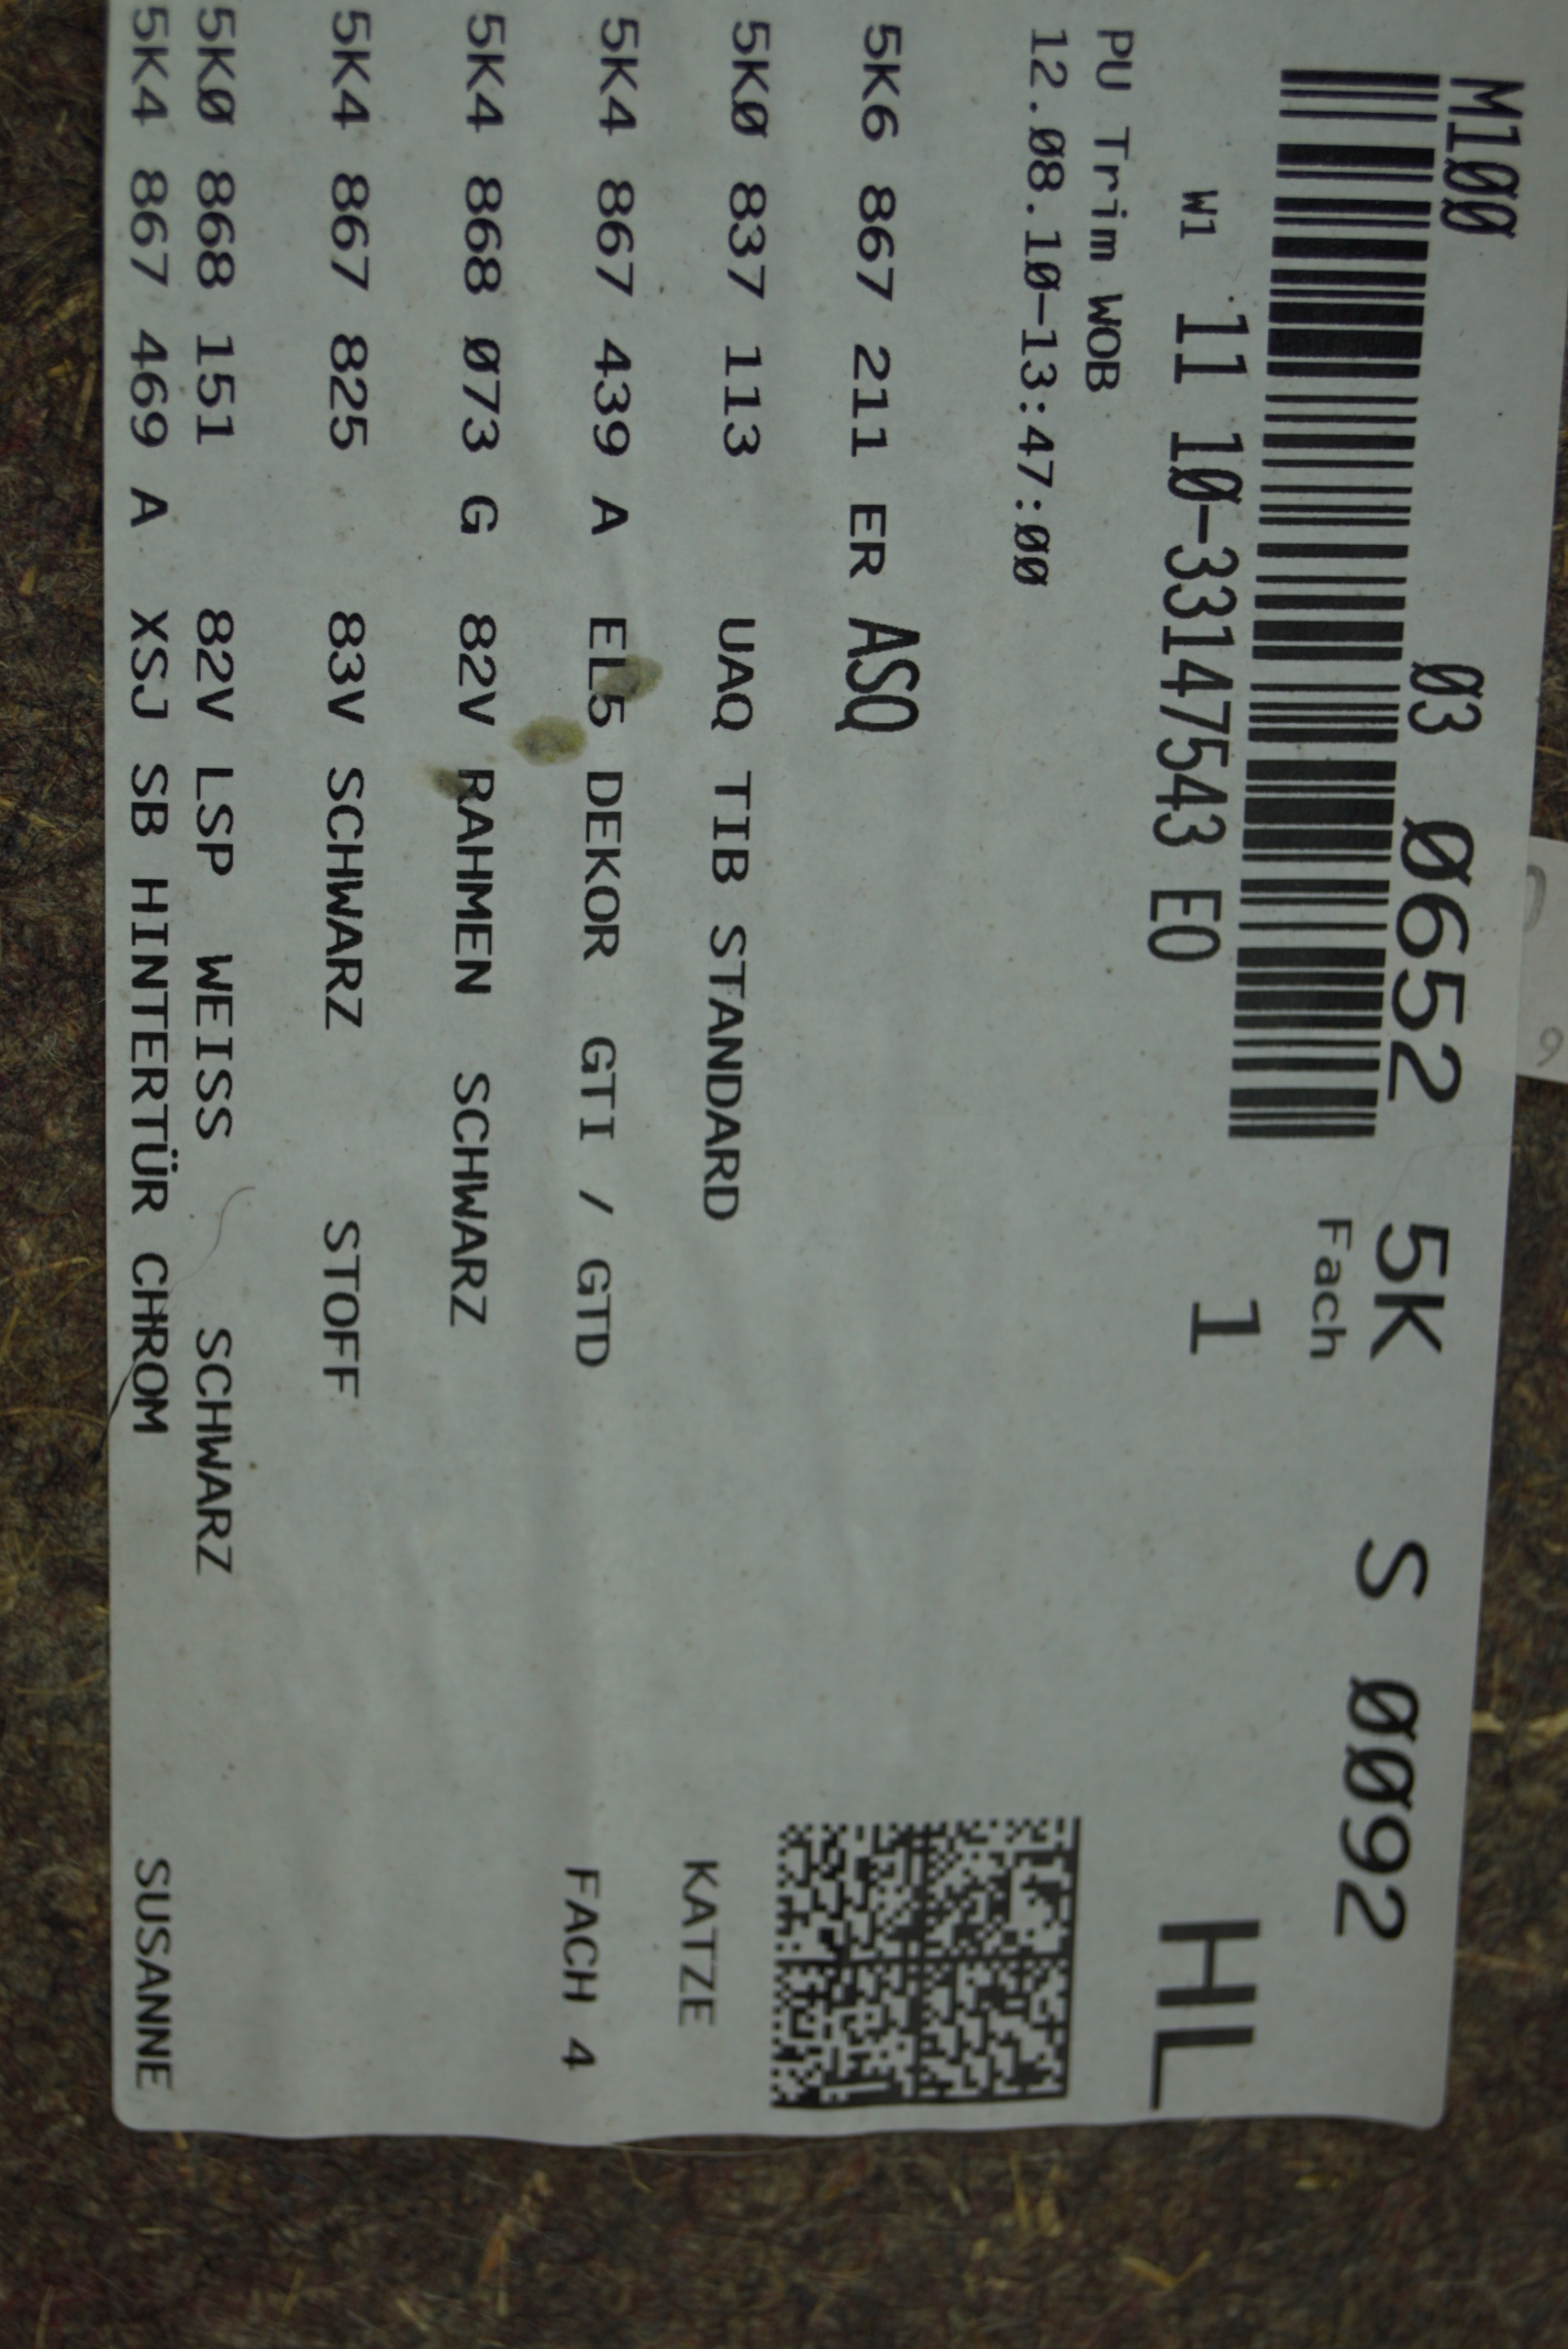 M100 03 0652 5K S 0092
Fach
W1 11 10-33147543 EO 1 HL
PU Trim WOB
12.08.10-13:47:00
5K6 867 211 ER ASQ
5K0 837 113 UAQ TIB STANDARD KATZE
5K4 867 439 A EL5 DEKOR GTI / GTD FACH 4
5K4 868 073 G 82V RAHMEN SCHWARZ
5K4 867 825 83V SCHWARZ STOFF
5K0 868 151 82V LSP WEISS SCHWARZ
5K4 867 469 A XSJ SB HINTERTÜR CHROM SUSANNE
9